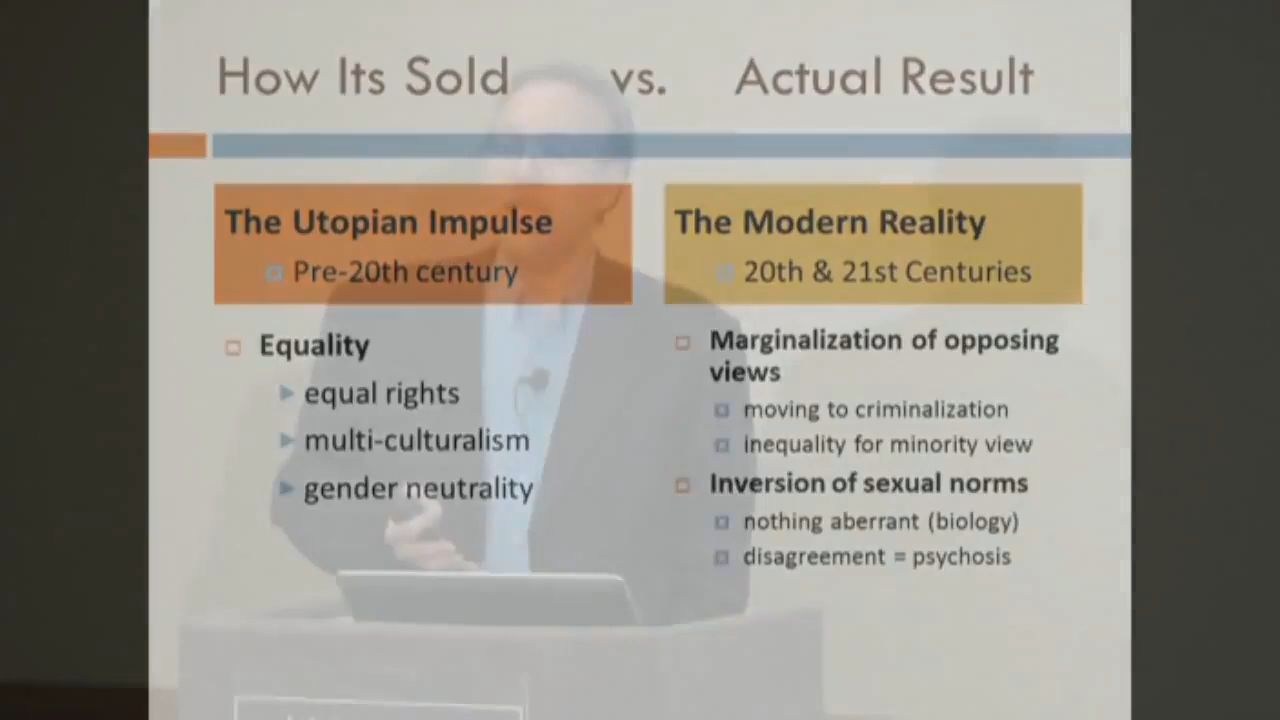 How Its Sold vs. Actual Result
The Utopian Impulse
Pre-20th century
Equality
equal rights
multi-culturalism
gender neutrality
The Modern Reality
20th & 21st Centuries
Marginalization of opposing
views
moving to criminalization
inequality for minority view
Inversion of sexual norms
nothing aberrant (biology)
disagreement = psychosis